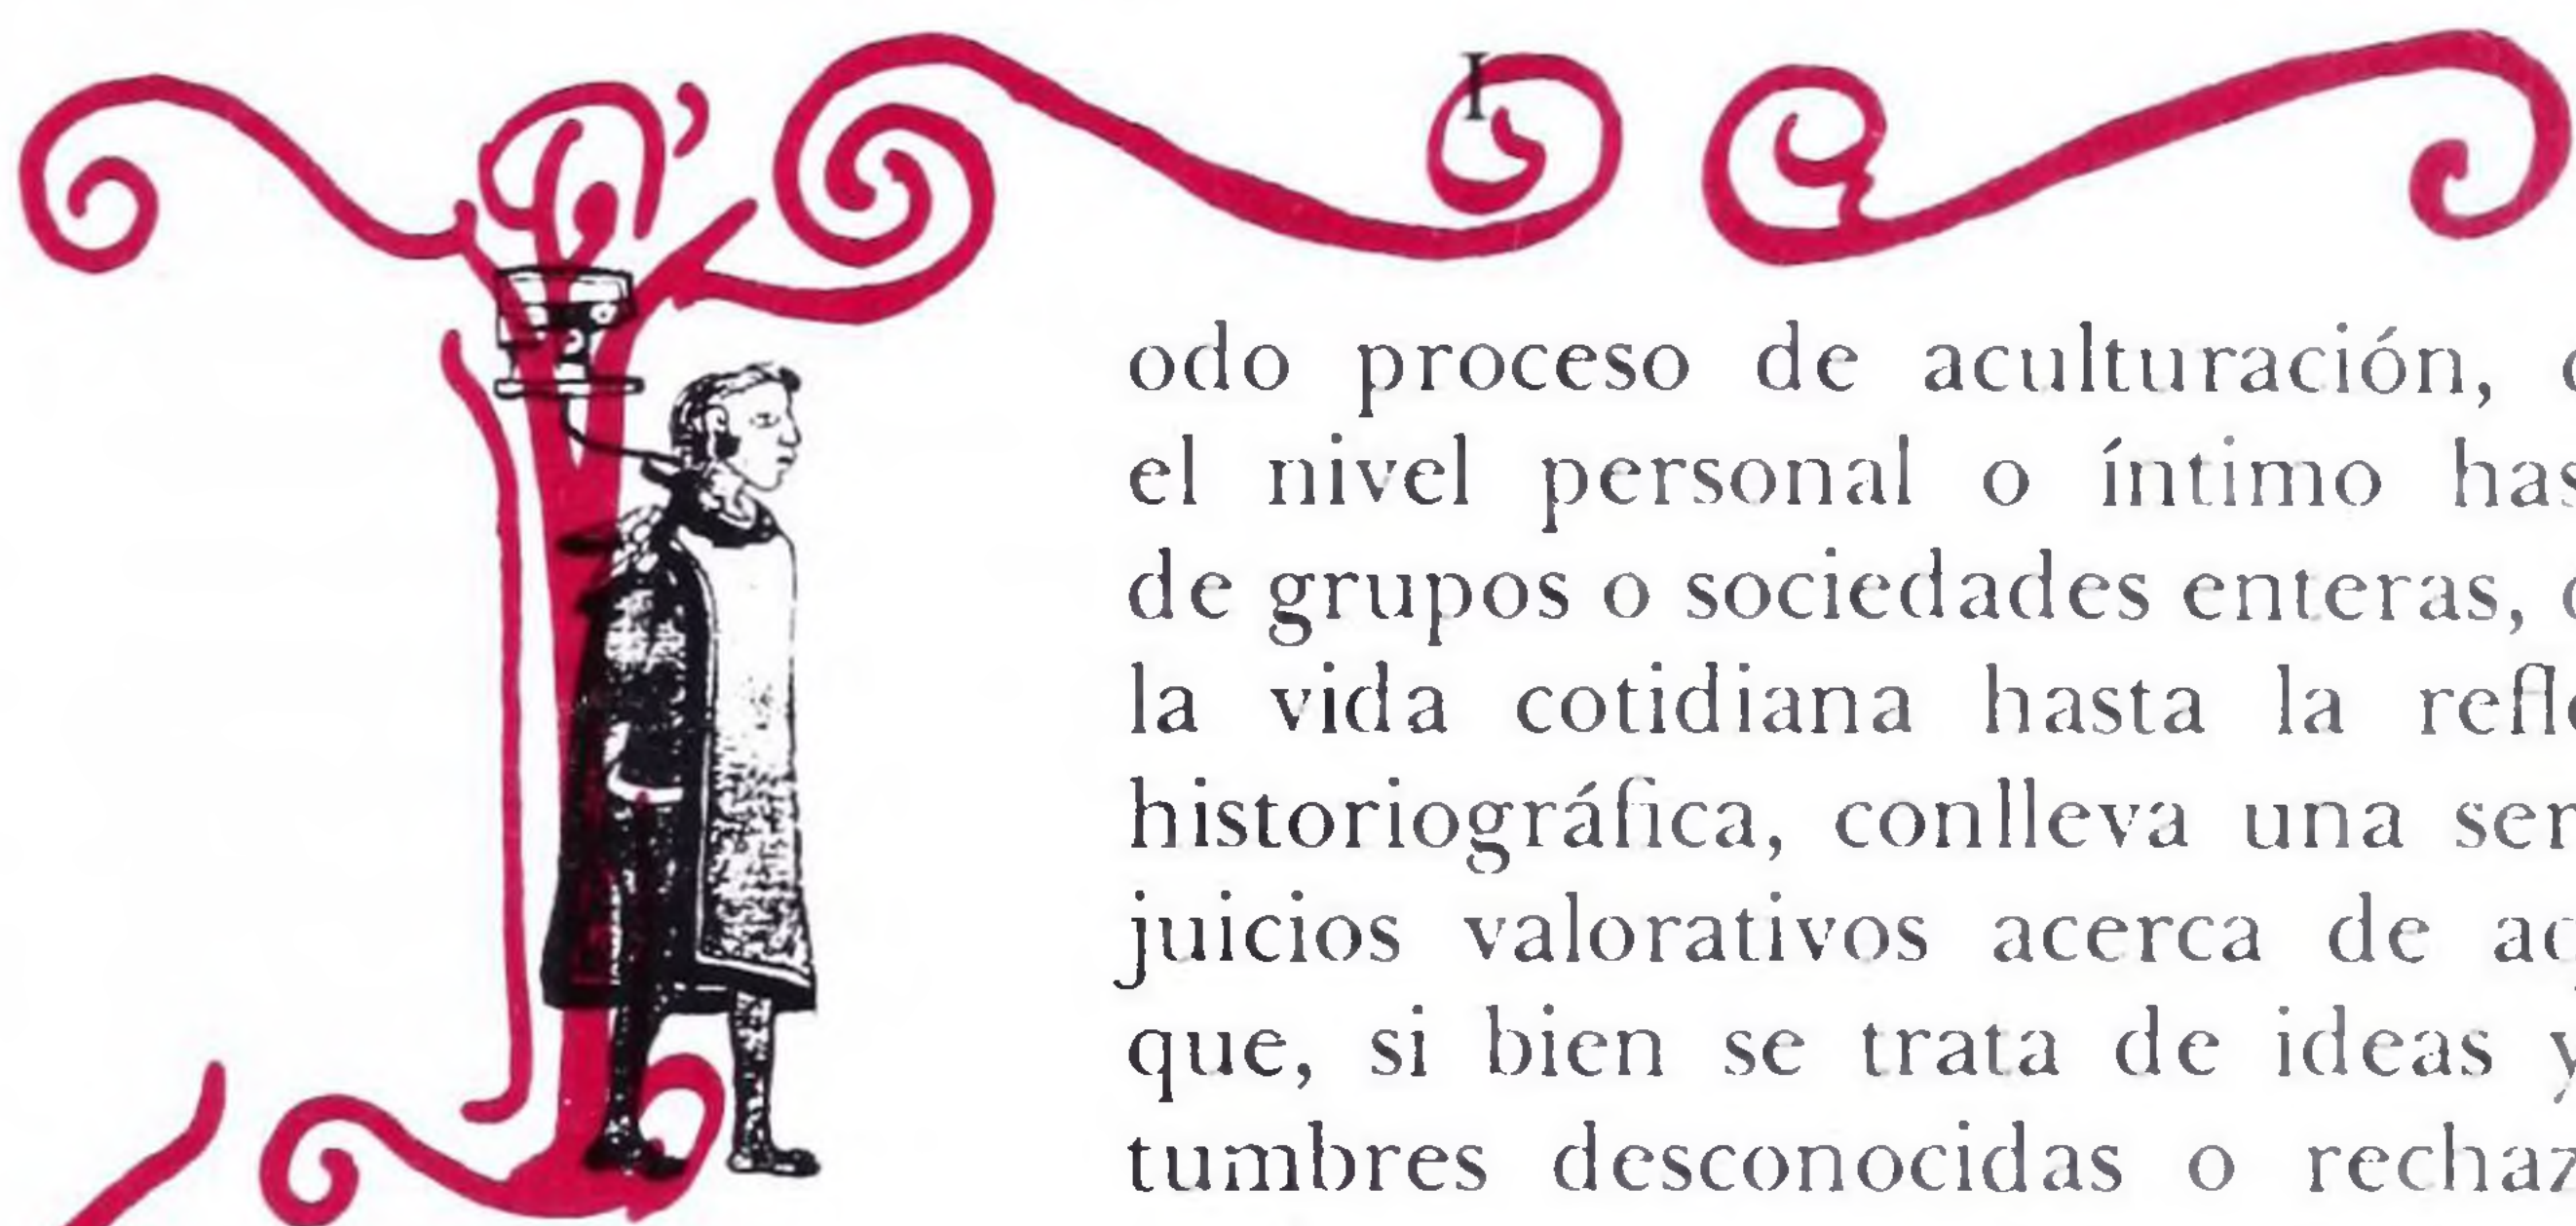 I
Todo proceso de aculturación,
el nivel personal o íntimo
de grupos o sociedades enteras,
la vida cotidiana hasta la
historiográfica, conlleva una
juicios valorativos acerca de
que, si bien se trata de ideas y
tumbres desconocidas o